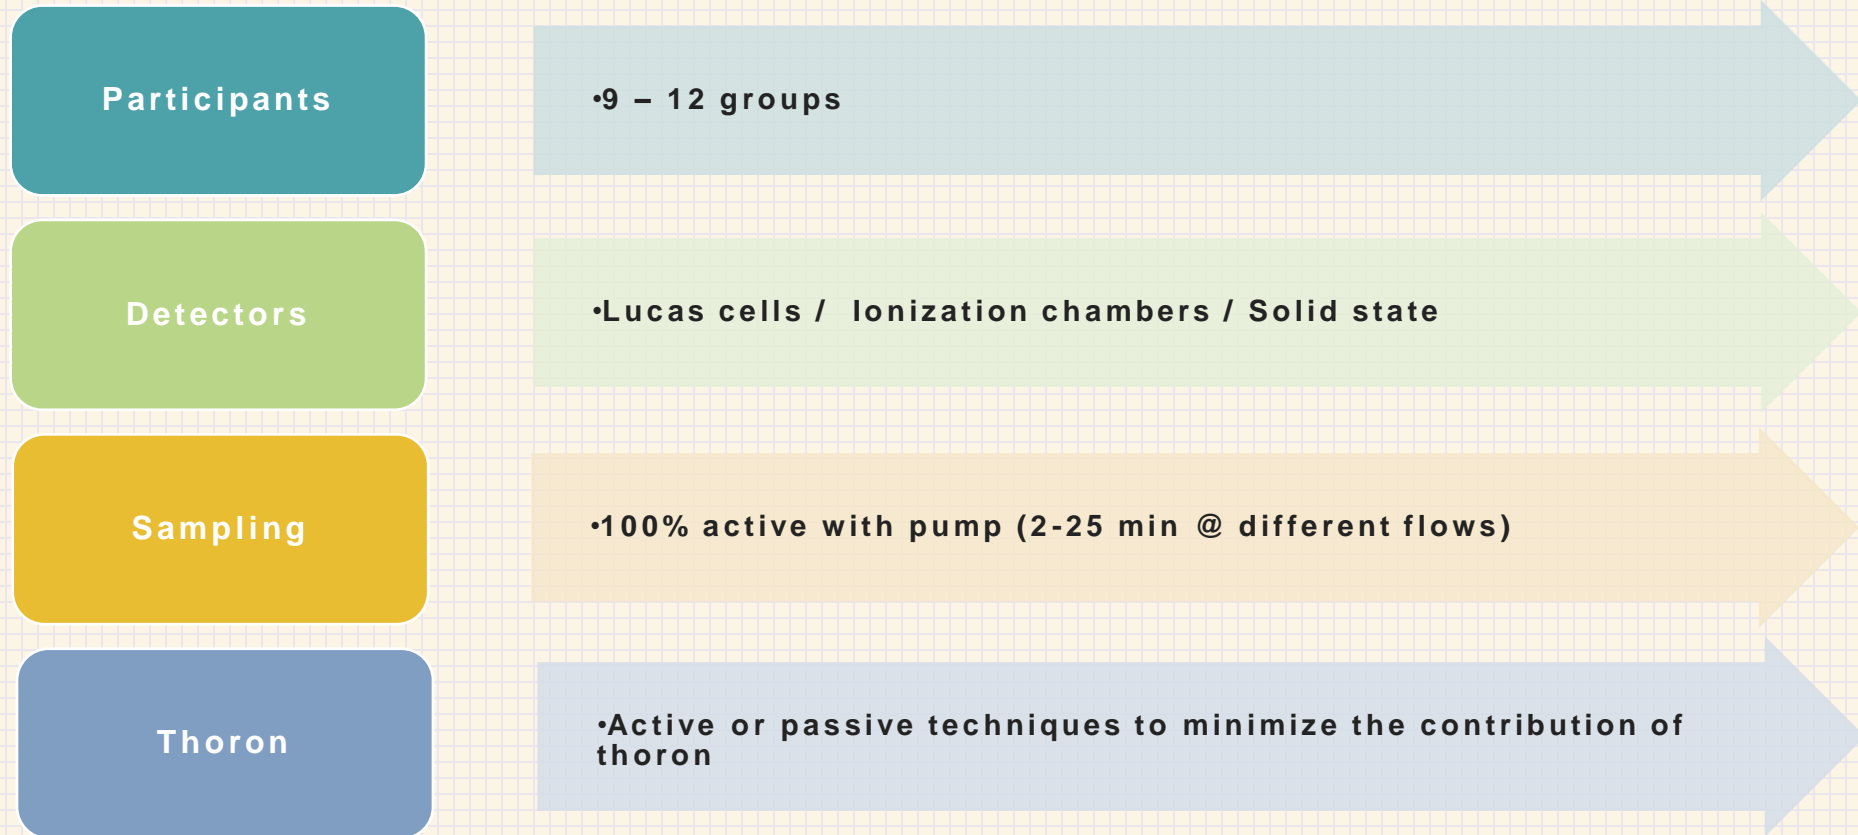 Participants
•9 – 12 groups
Detectors
•Lucas cells / Ionization chambers / Solid state
Sampling
•100% active with pump (2-25 min @ different flows)
Thoron
•Active or passive techniques to minimize the contribution of
thoron